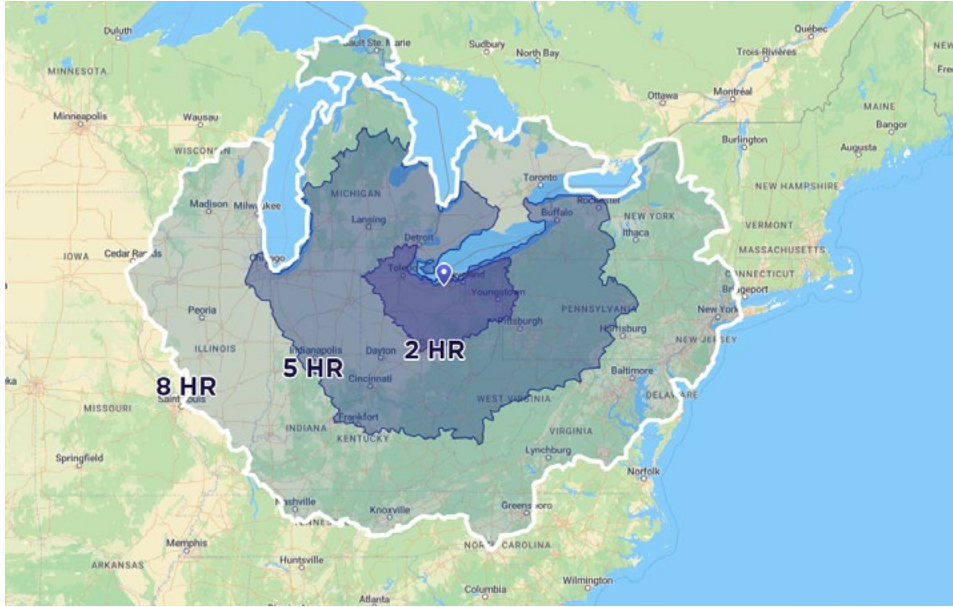 Duluth
Sault Ste. Marie
Sudbury
North Bay
Québec
Trois-Rivières
MINNESOTA
Ottawa
Montréal
MAINE
Minneapolis
Wausau
Bangor
Burlington
Augusta
WISCONSIN
Toronto
NEW HAMPSHIRE
MICHIGAN
Madison
Milwaukee
Rochester
Buffalo
NEW YORK
Lansing
VERMONT
Ithaca
Detroit
MASSACHUSETTS
IOWA
Cedar Rapids
Chicago
Toledo
CONNECTICUT
Youngstown
Bridgeport
PENNSYLVANIA
New York
Peoria
Pittsburgh
Harrisburg
NEW JERSEY
ILLINOIS
Indianapolis
Dayton
2 HR
5 HR
Baltimore
8 HR
Cincinnati
WEST VIRGINIA
DELAWARE
MISSOURI
Saint Louis
Frankfort
INDIANA
KENTUCKY
VIRGINIA
Lynchburg
Springfield
Norfolk
Nashville
Knoxville
Greensboro
Memphis
NORTH CAROLINA
Huntsville
ARKANSAS
Wilmington
Columbia
Atlanta